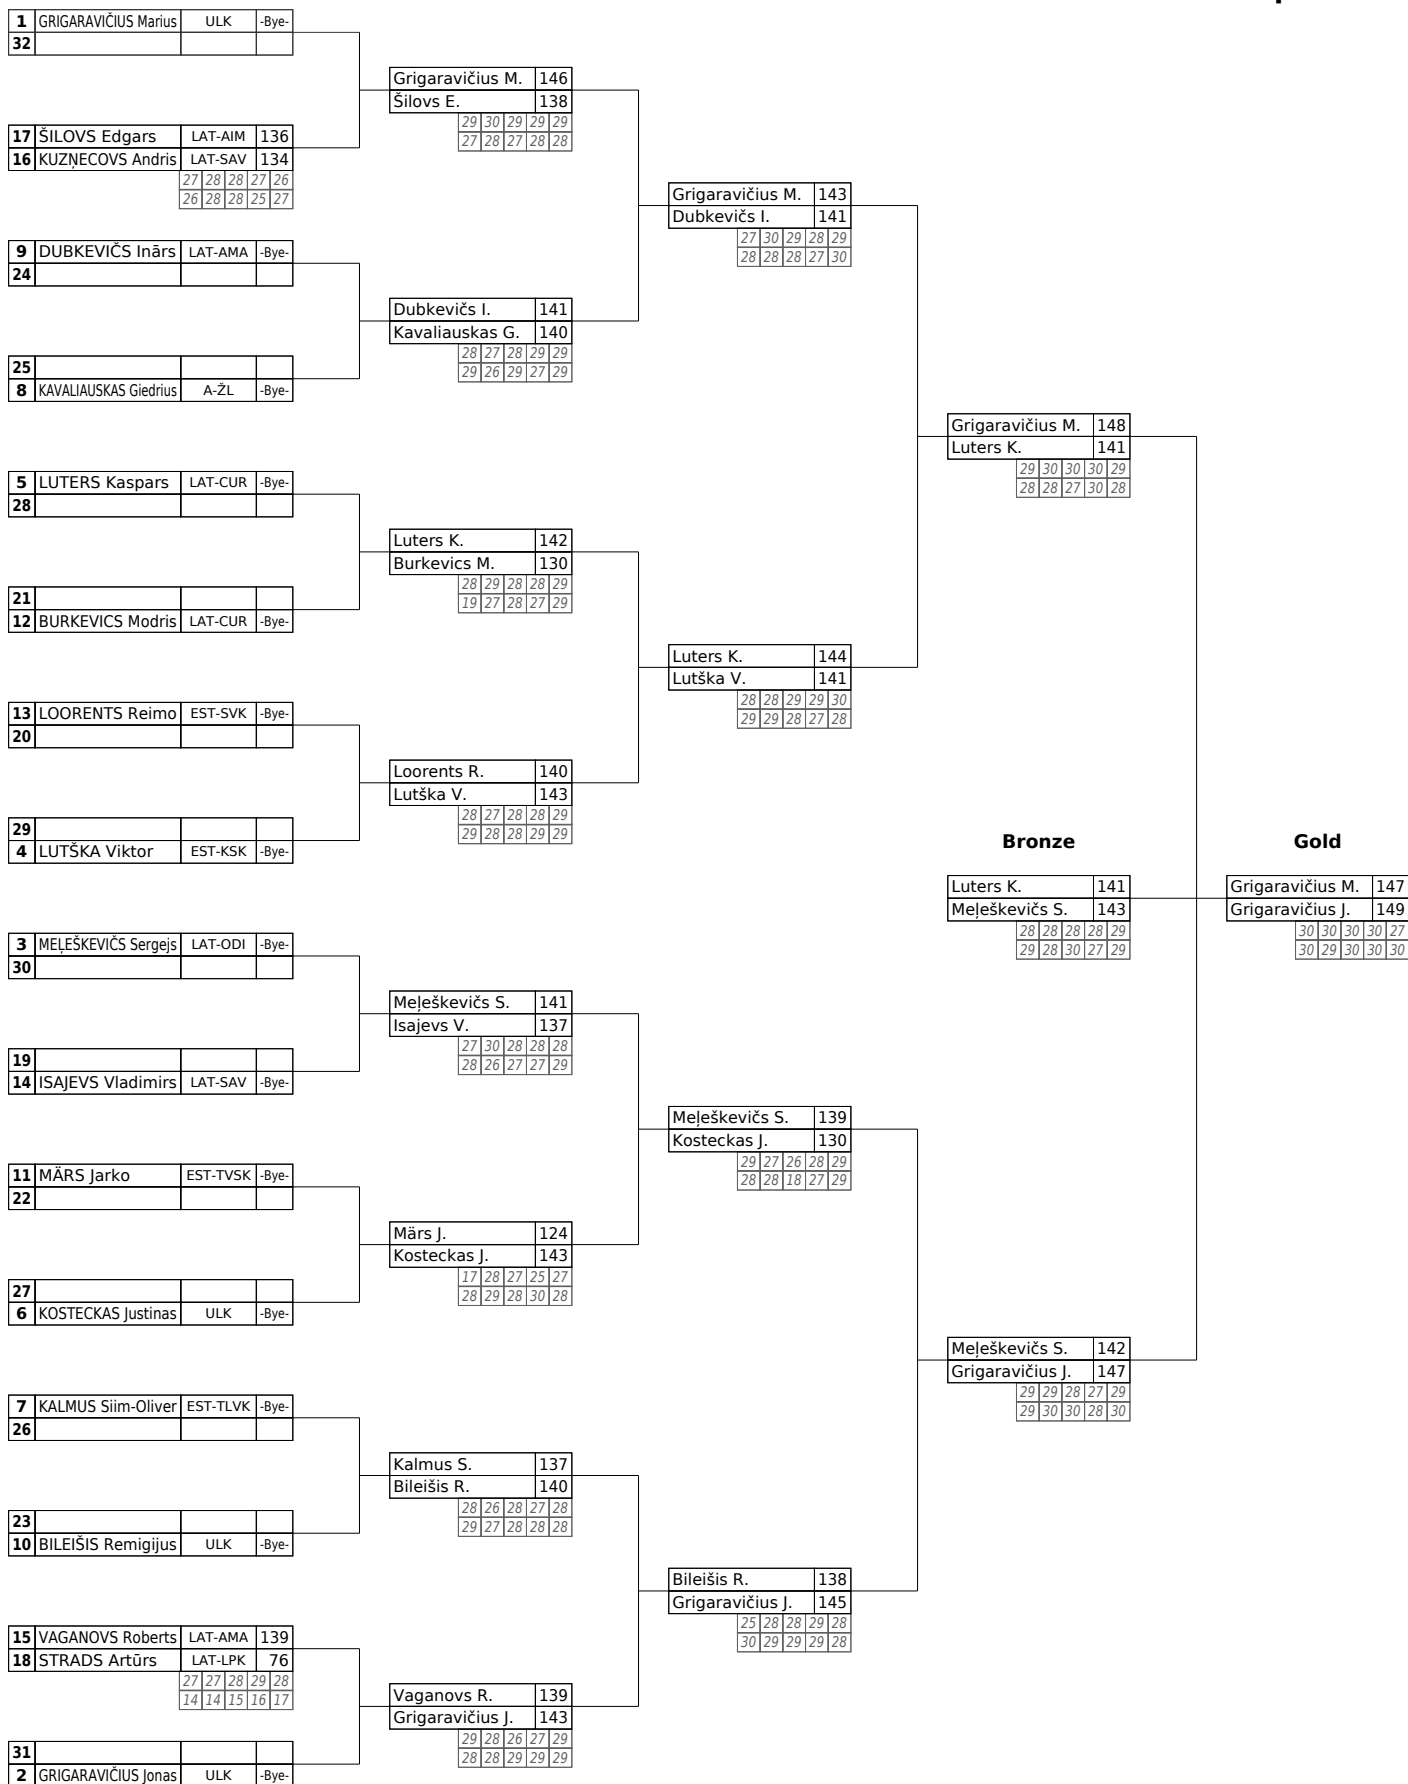 1 GRIGARAVIČIUS Marius ULK -Bye-
32
Grigaravičius M. 146
Šilovs E. 138
29 30 29 29 29
27 28 27 28 28
17 ŠILOVS Edgars LAT-AIM 136
16 KUZŅECOVS Andris LAT-SAV 134
27 28 28 27 26
26 28 28 25 27
Grigaravičius M. 143
Dubkevičs I. 141
27 30 29 28 29
28 28 28 27 30
9 DUBKEVIČS Inārs LAT-AMA -Bye-
24
Dubkevičs I. 141
Kavaliauskas G. 140
28 27 28 29 29
29 26 29 27 29
25
8 KAVALIAUSKAS Giedrius A-ŽL -Bye-
Grigaravičius M. 148
Luters K. 141
29 30 30 30 29
28 28 27 30 28
5 LUTERS Kaspars LAT-CUR -Bye-
28
Luters K. 142
Burkevics M. 130
28 29 28 28 29
19 27 28 27 29
21
12 BURKEVICS Modris LAT-CUR -Bye-
Luters K. 144
Lutška V. 141
28 28 29 29 30
29 29 28 27 28
13 LOORENTS Reimo EST-SVK -Bye-
20
Loorents R. 140
Lutška V. 143
28 27 28 28 29
29 28 28 29 29
29
4 LUTŠKA Viktor EST-KSK -Bye-
Bronze Gold
Luters K. 141 Grigaravičius M. 147
Meļeškevičs S. 143 Grigaravičius J. 149
28 28 28 28 29 30 30 30 30 27
29 28 30 27 29 30 29 30 30 30
3 MEĻEŠKEVIČS Sergejs LAT-ODI -Bye-
30
Meļeškevičs S. 141
Isajevs V. 137
27 30 28 28 28
28 26 27 27 29
19
14 ISAJEVS Vladimirs LAT-SAV -Bye-
Meļeškevičs S. 139
Kosteckas J. 130
29 27 26 28 29
28 28 18 27 29
11 MÄRS Jarko EST-TVSK -Bye-
22
Märs J. 124
Kosteckas J. 143
17 28 27 25 27
28 29 28 30 28
27
6 KOSTECKAS Justinas ULK -Bye-
Meļeškevičs S. 142
Grigaravičius J. 147
29 29 28 27 29
29 30 30 28 30
7 KALMUS Siim-Oliver EST-TLVK -Bye-
26
Kalmus S. 137
Bileišis R. 140
28 26 28 27 28
29 27 28 28 28
23
10 BILEIŠIS Remigijus ULK -Bye-
Bileišis R. 138
Grigaravičius J. 145
25 28 28 29 28
30 29 29 29 28
15 VAGANOVS Roberts LAT-AMA 139
18 STRADS Artūrs LAT-LPK 76
27 27 28 29 28
14 14 15 16 17
Vaganovs R. 139
Grigaravičius J. 143
29 28 26 27 29
28 28 29 29 29
31
2 GRIGARAVIČIUS Jonas ULK -Bye-